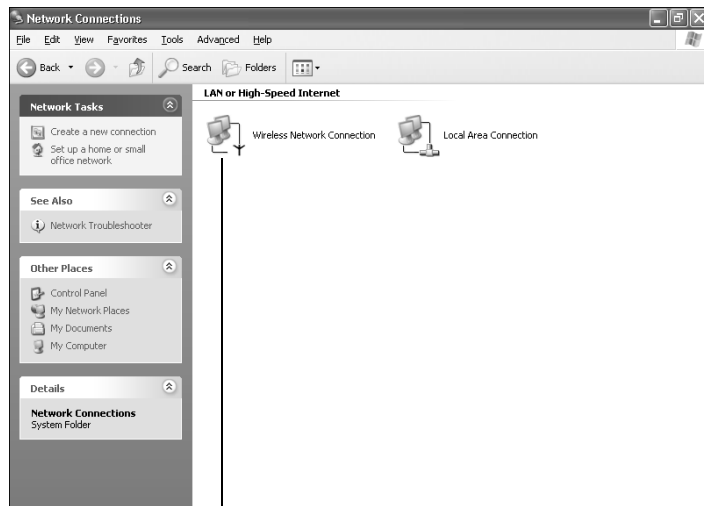 Network Connections
File Edit View Favorites Tools Advanced Help
Back Search Folders
Network Tasks
Create a new connection
Set up a home or small
office network
See Also
Network Troubleshooter
Other Places
Control Panel
My Network Places
My Documents
My Computer
Details
Network Connections
System Folder
LAN or High-Speed Internet
Wireless Network Connection
Local Area Connection